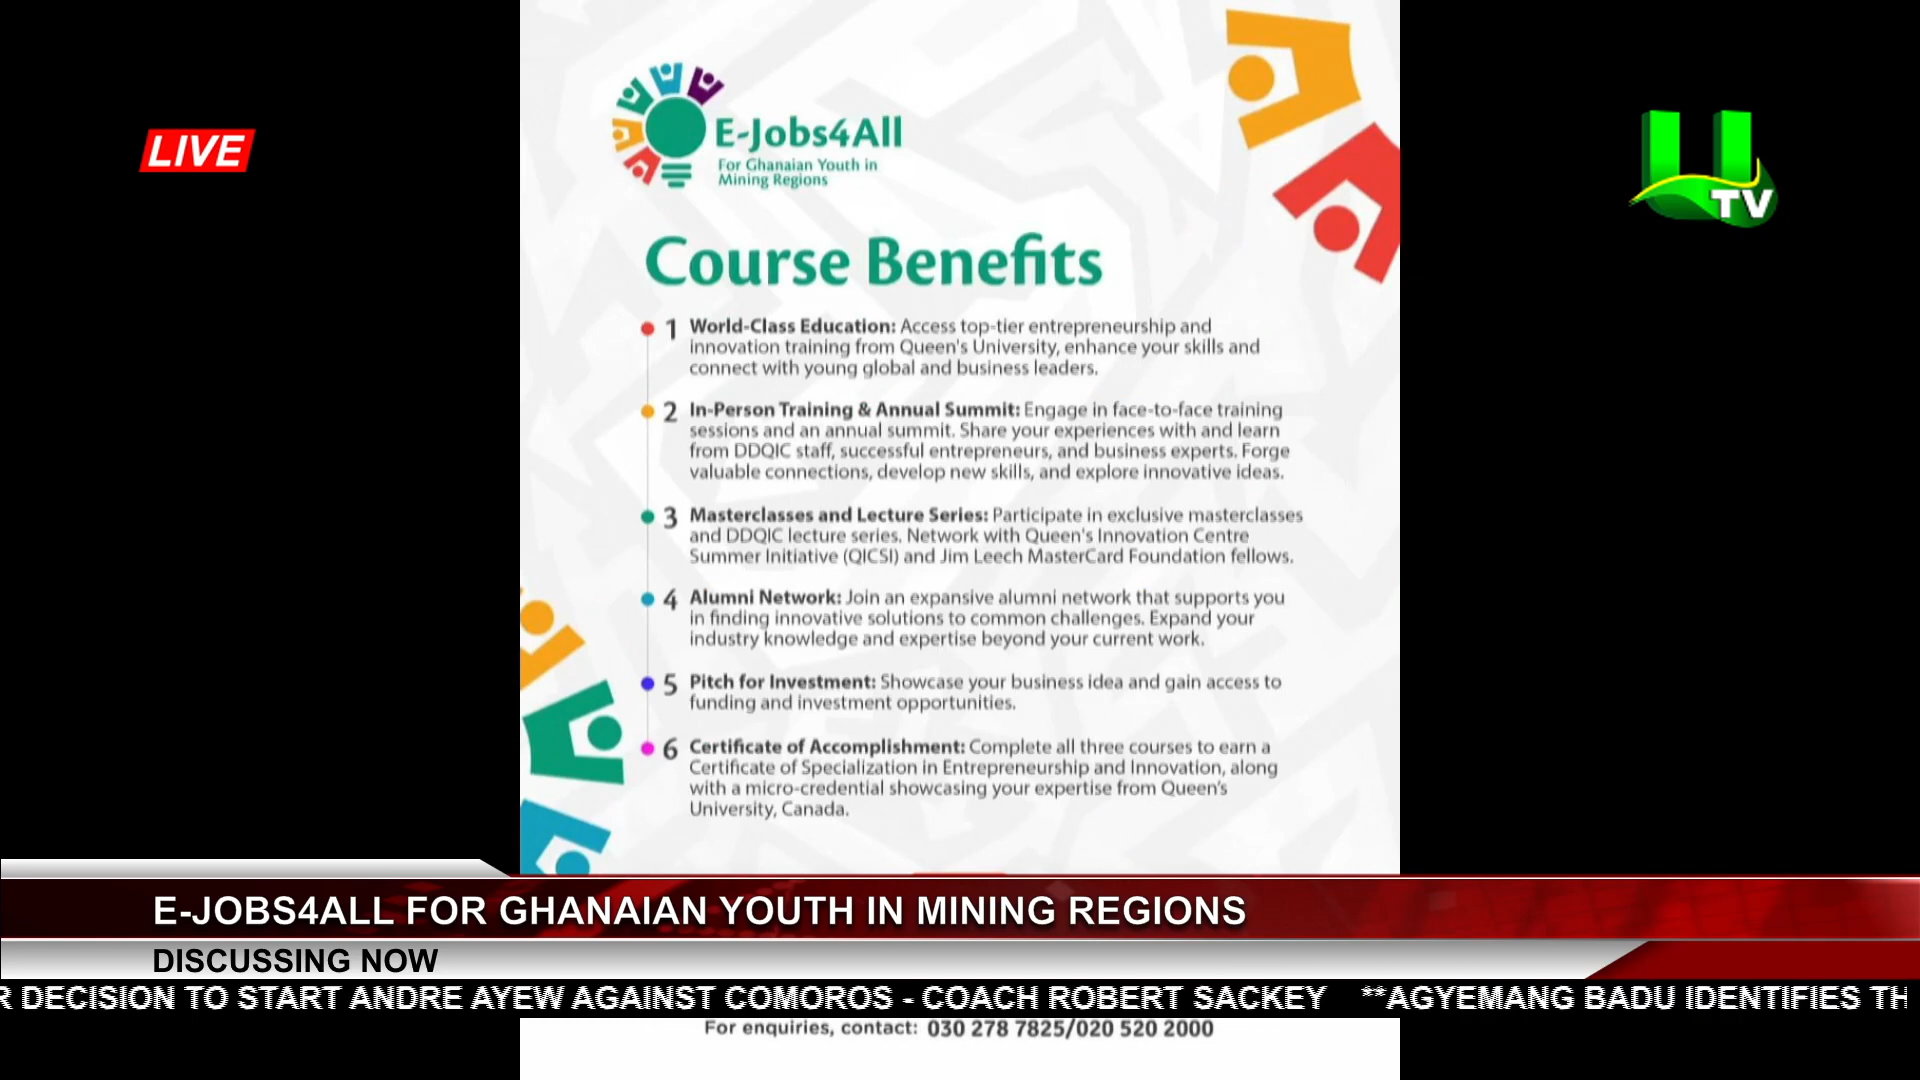 LIVE
E-Jobs4All
For Ghanaian Youth in
Mining Regions
U
TV
Course Benefits
1 World-Class Education: Access top-tier entrepreneurship and
innovation training from Queen's University, enhance your skills and
connect with young global and business leaders.
2 In-Person Training & Annual Summit: Engage in face-to-face training
sessions and an annual summit. Share your experiences with and learn
from DDQIC staff, successful entrepreneurs, and business experts. Forge
valuable connections, develop new skills, and explore innovative ideas.
3 Masterclasses and Lecture Series: Participate in exclusive masterclasses
and DDQIC lecture series. Network with Queen's Innovation Centre
Summer Initiative (QICSI) and Jim Leech MasterCard Foundation fellows.
4 Alumni Network: Join an expansive alumni network that supports you
in finding innovative solutions to common challenges. Expand your
industry knowledge and expertise beyond your current work.
5 Pitch for Investment: Showcase your business idea and gain access to
funding and investment opportunities.
6 Certificate of Accomplishment: Complete all three courses to earn a
Certificate of Specialization in Entrepreneurship and Innovation, along
with a micro-credential showcasing your expertise from Queen's
University, Canada.
E-JOBS4ALL FOR GHANAIAN YOUTH IN MINING REGIONS
DISCUSSING NOW
R DECISION TO START ANDRE AYEW AGAINST COMOROS - COACH ROBERT SACKEY **AGYEMANG BADU IDENTIFIES TH
For enquiries, contact: 030 278 7825/020 520 2000